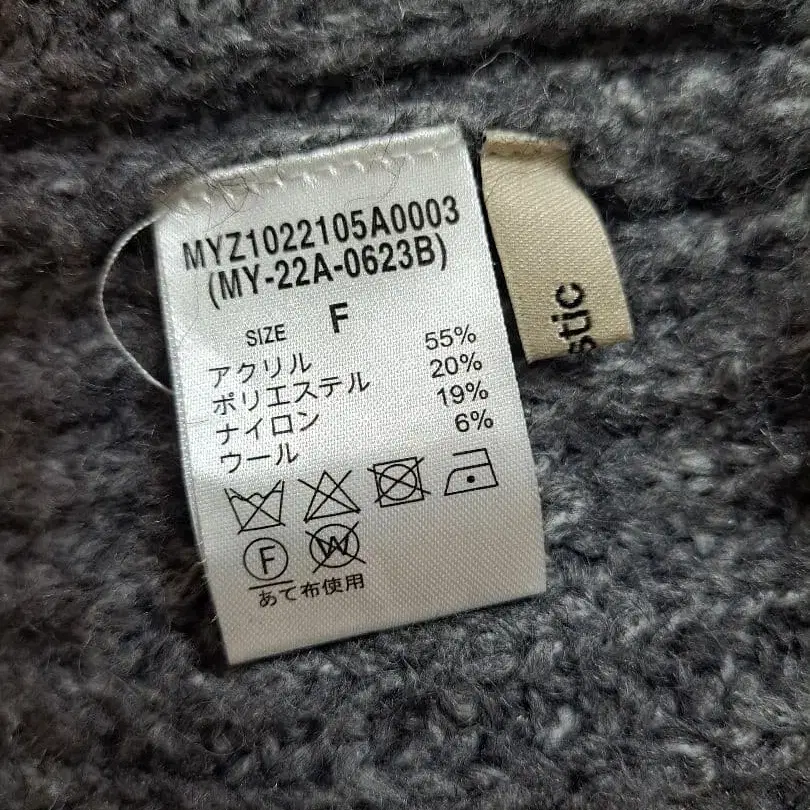 MYZ1022105A0003
(MY-22A-0623B)
SIZE F
アクリル 55%
ポリエステル 20%
ナイロン 19%
ウール 6%
F W
あて布使用
stic